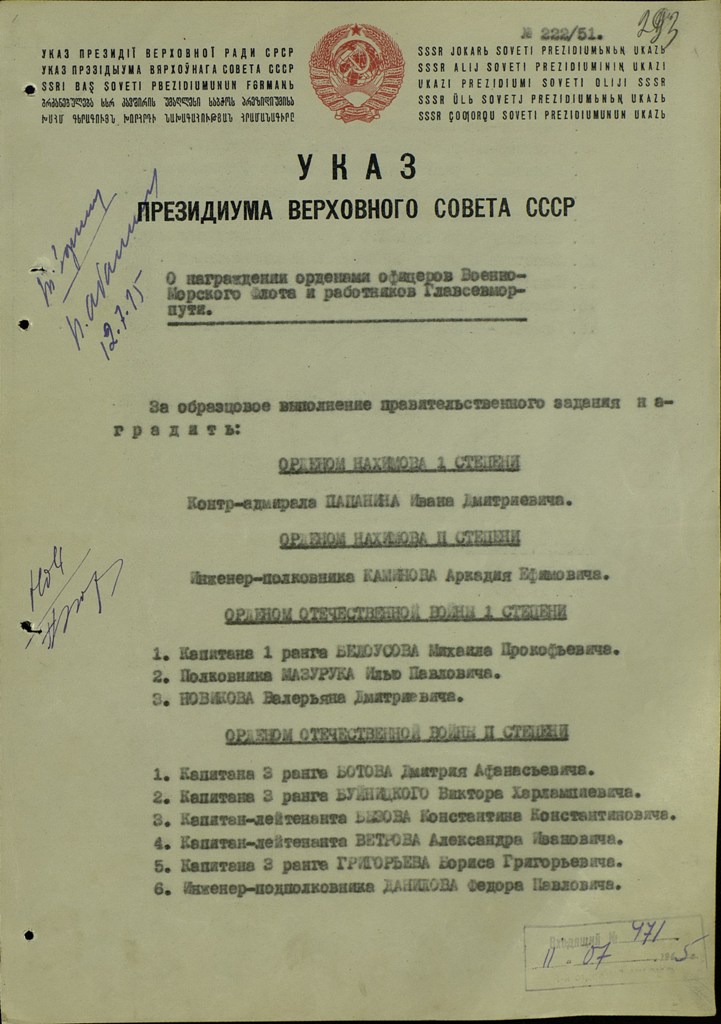 № 222/51.
293
УКАЗ ПРЕЗИДІЇ ВЕРХОВНОЇ РАДИ СРСР
УКАЗ ПРЭЗІДЫУМА ВЯРХОЎНАГА СОВЕТА СССР
SSRI BAŞ SOVETI PREZIDIUMUNUN FƏRMANЬ
SSSR JOKARЬ SOVETI PREZIDIUMЬNЬꞐ UKAZЬ
SSSR ALIJ SOVETI PREZIDIUMININ UKAZI
UKAZI PREZIDIUMI SOVETI OLIJI SSSR
SSSR ÜLЬ SOVETJ PREZIDIUMЬNЬN UKAZЬ
SSSR ÇOƢORQU SOVETI PREZIDIUMUNUN UKAZЬ
УКАЗ
ПРЕЗИДИУМА ВЕРХОВНОГО СОВЕТА СССР
12.7.45
О награждении орденами офицеров Военно-
Морского Флота и работников Главсевмор-
пути.
За образцовое выполнение правительственного задания н а-
г р а д и т ь:
ОРДЕНОМ НАХИМОВА 1 СТЕПЕНИ
Контр-адмирала ПАПАНИНА Ивана Дмитриевича.
ОРДЕНОМ НАХИМОВА П СТЕПЕНИ
Инженер-полковника КАМИНОВА Аркадия Ефимовича.
ОРДЕНОМ ОТЕЧЕСТВЕННОЙ ВОЙНЫ 1 СТЕПЕНИ
1. Капитана 1 ранга БЕЛОУСОВА Михаила Прокофьевича.
2. Полковника МАЗУРУКА Илью Павловича.
3. НОВИКОВА Валерьяна Дмитриевича.
ОРДЕНОМ ОТЕЧЕСТВЕННОЙ ВОЙНЫ П СТЕПЕНИ
1. Капитана 3 ранга БОТОВА Дмитрия Афанасьевича.
2. Капитана 3 ранга БУЙНИЦКОГО Виктора Харлампиевича.
3. Капитан-лейтенанта БЫЗОВА Константина Константиновича.
4. Капитан-лейтенанта ВЕТРОВА Александра Ивановича.
5. Капитана 3 ранга ГРИГОРЬЕВА Бориса Григорьевича.
6. Инженер-подполковника ДАНИЛОВА Федора Павловича.
Входящий № 471
11. 07 1945 г.